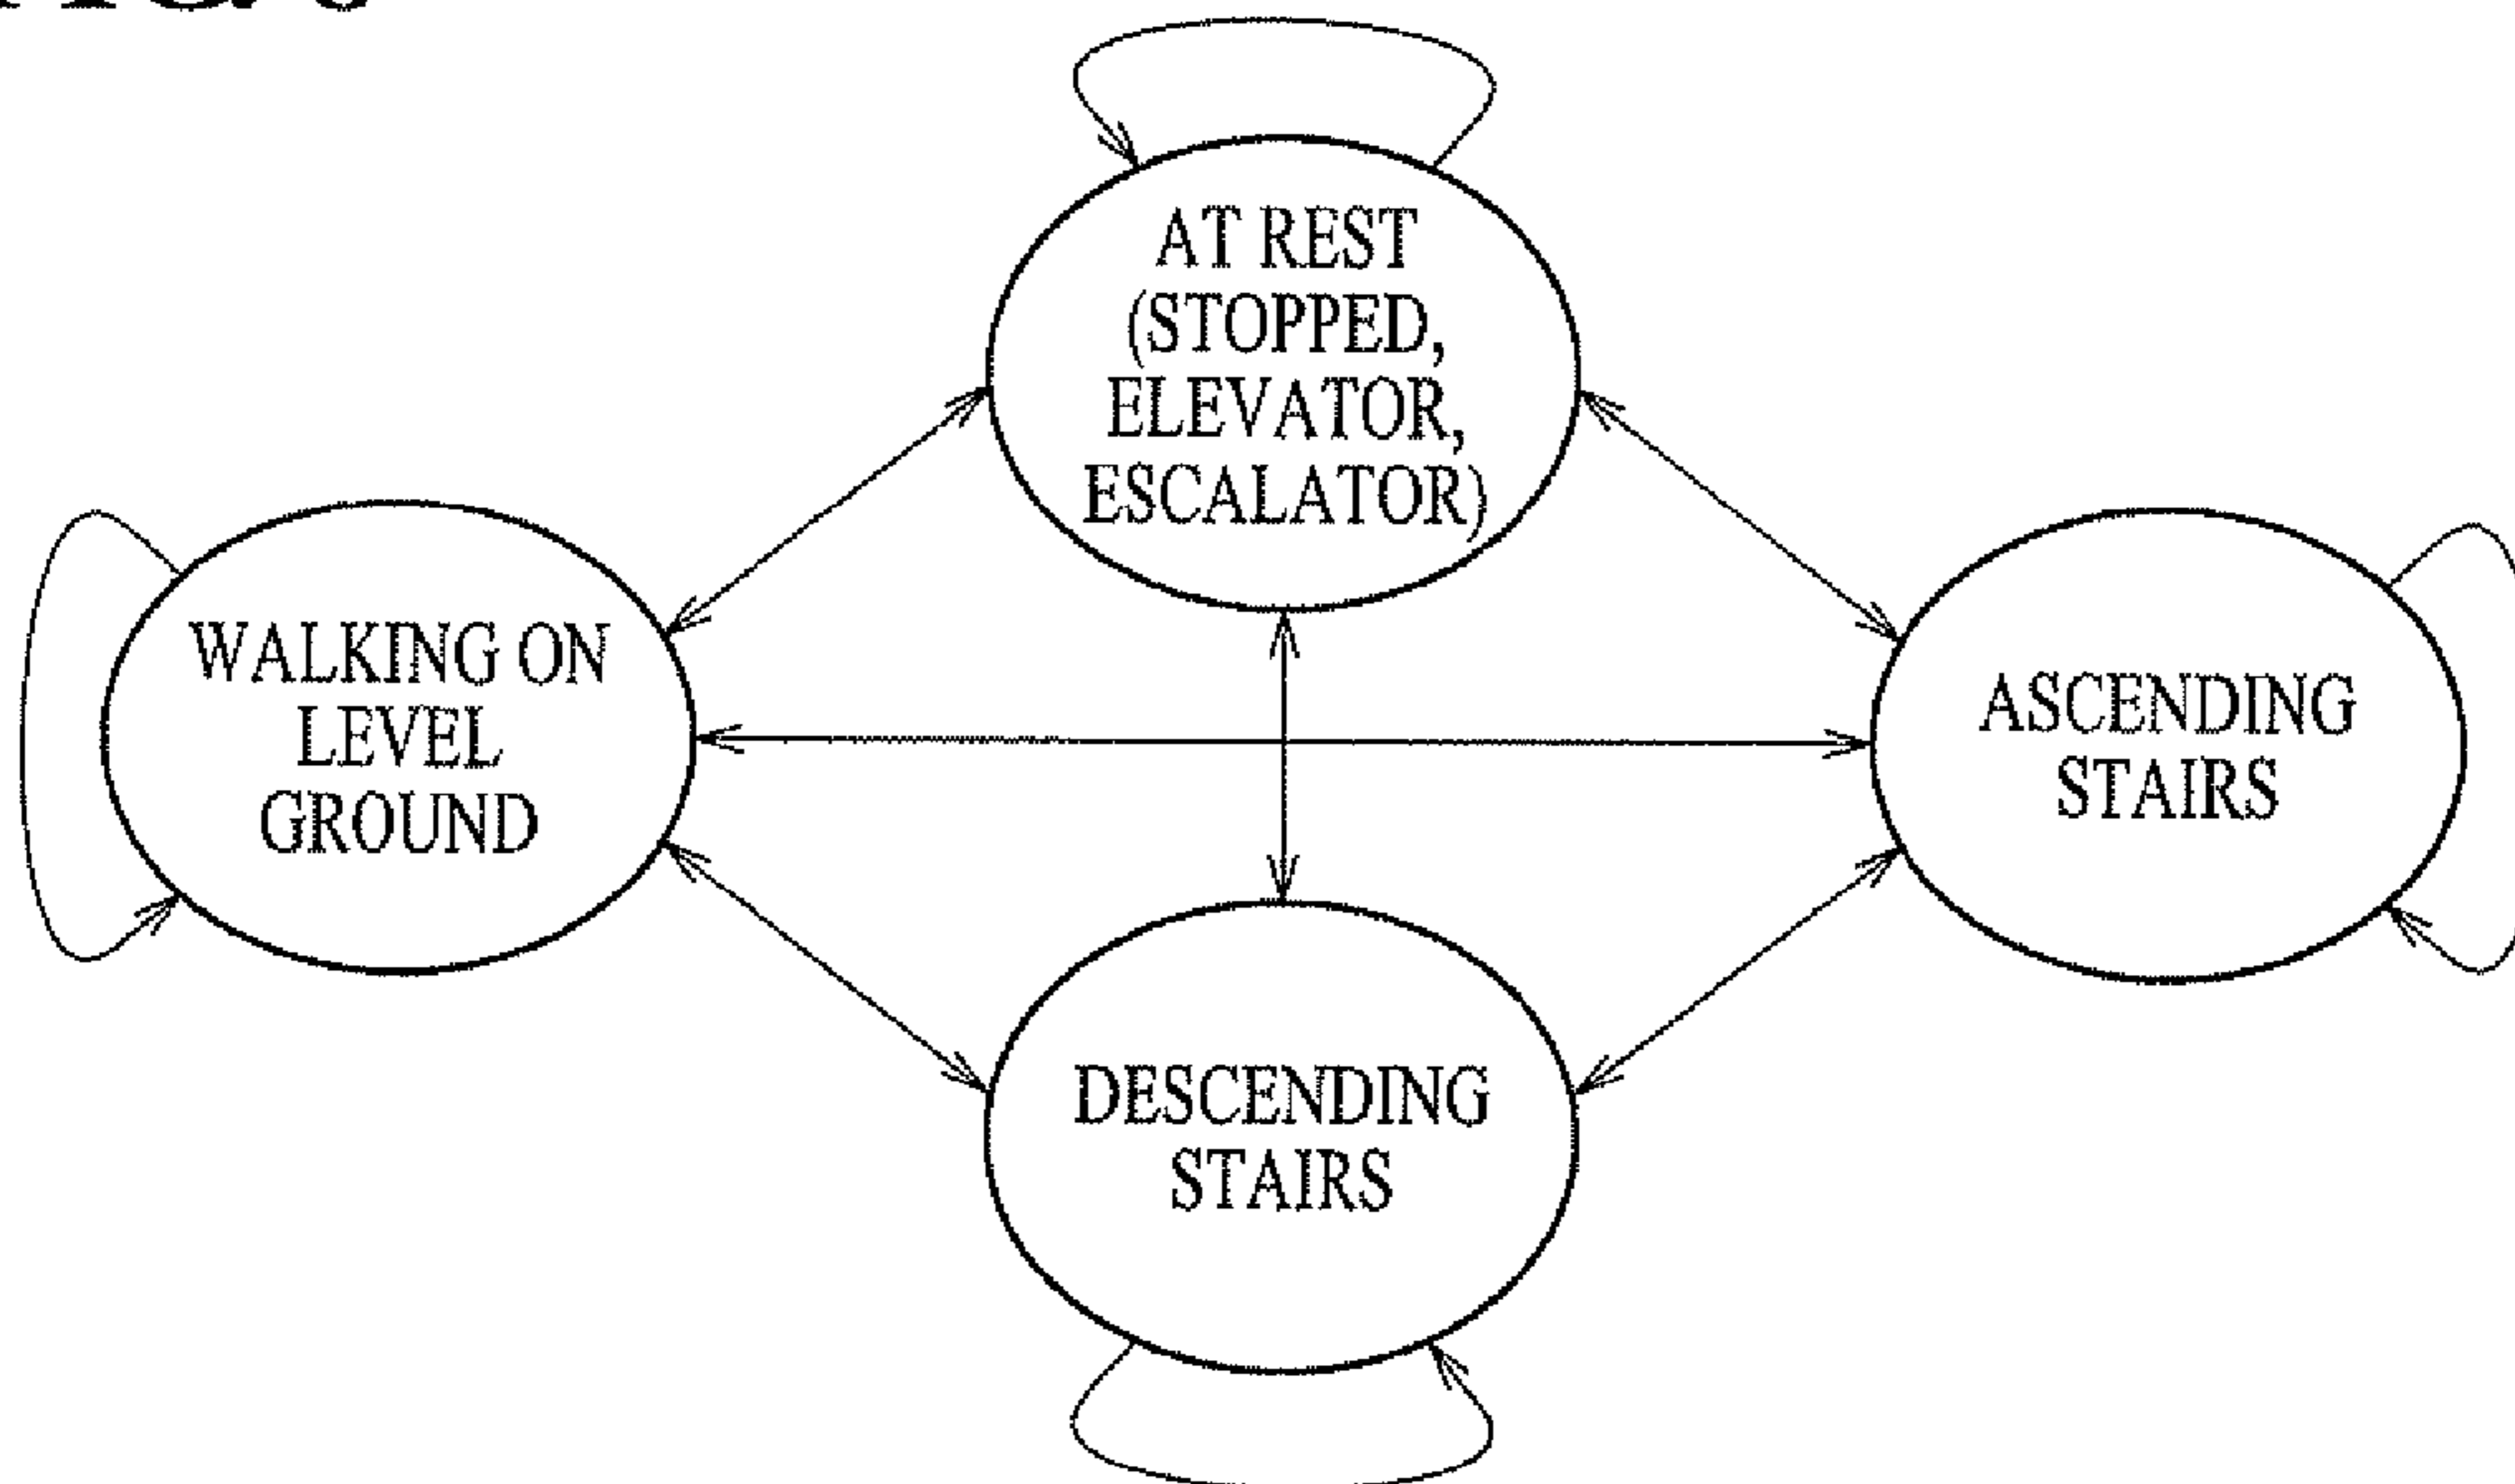 AT REST
(STOPPED,
ELEVATOR,
ESCALATOR)
WALKING ON
LEVEL
GROUND
ASCENDING
STAIRS
DESCENDING
STAIRS